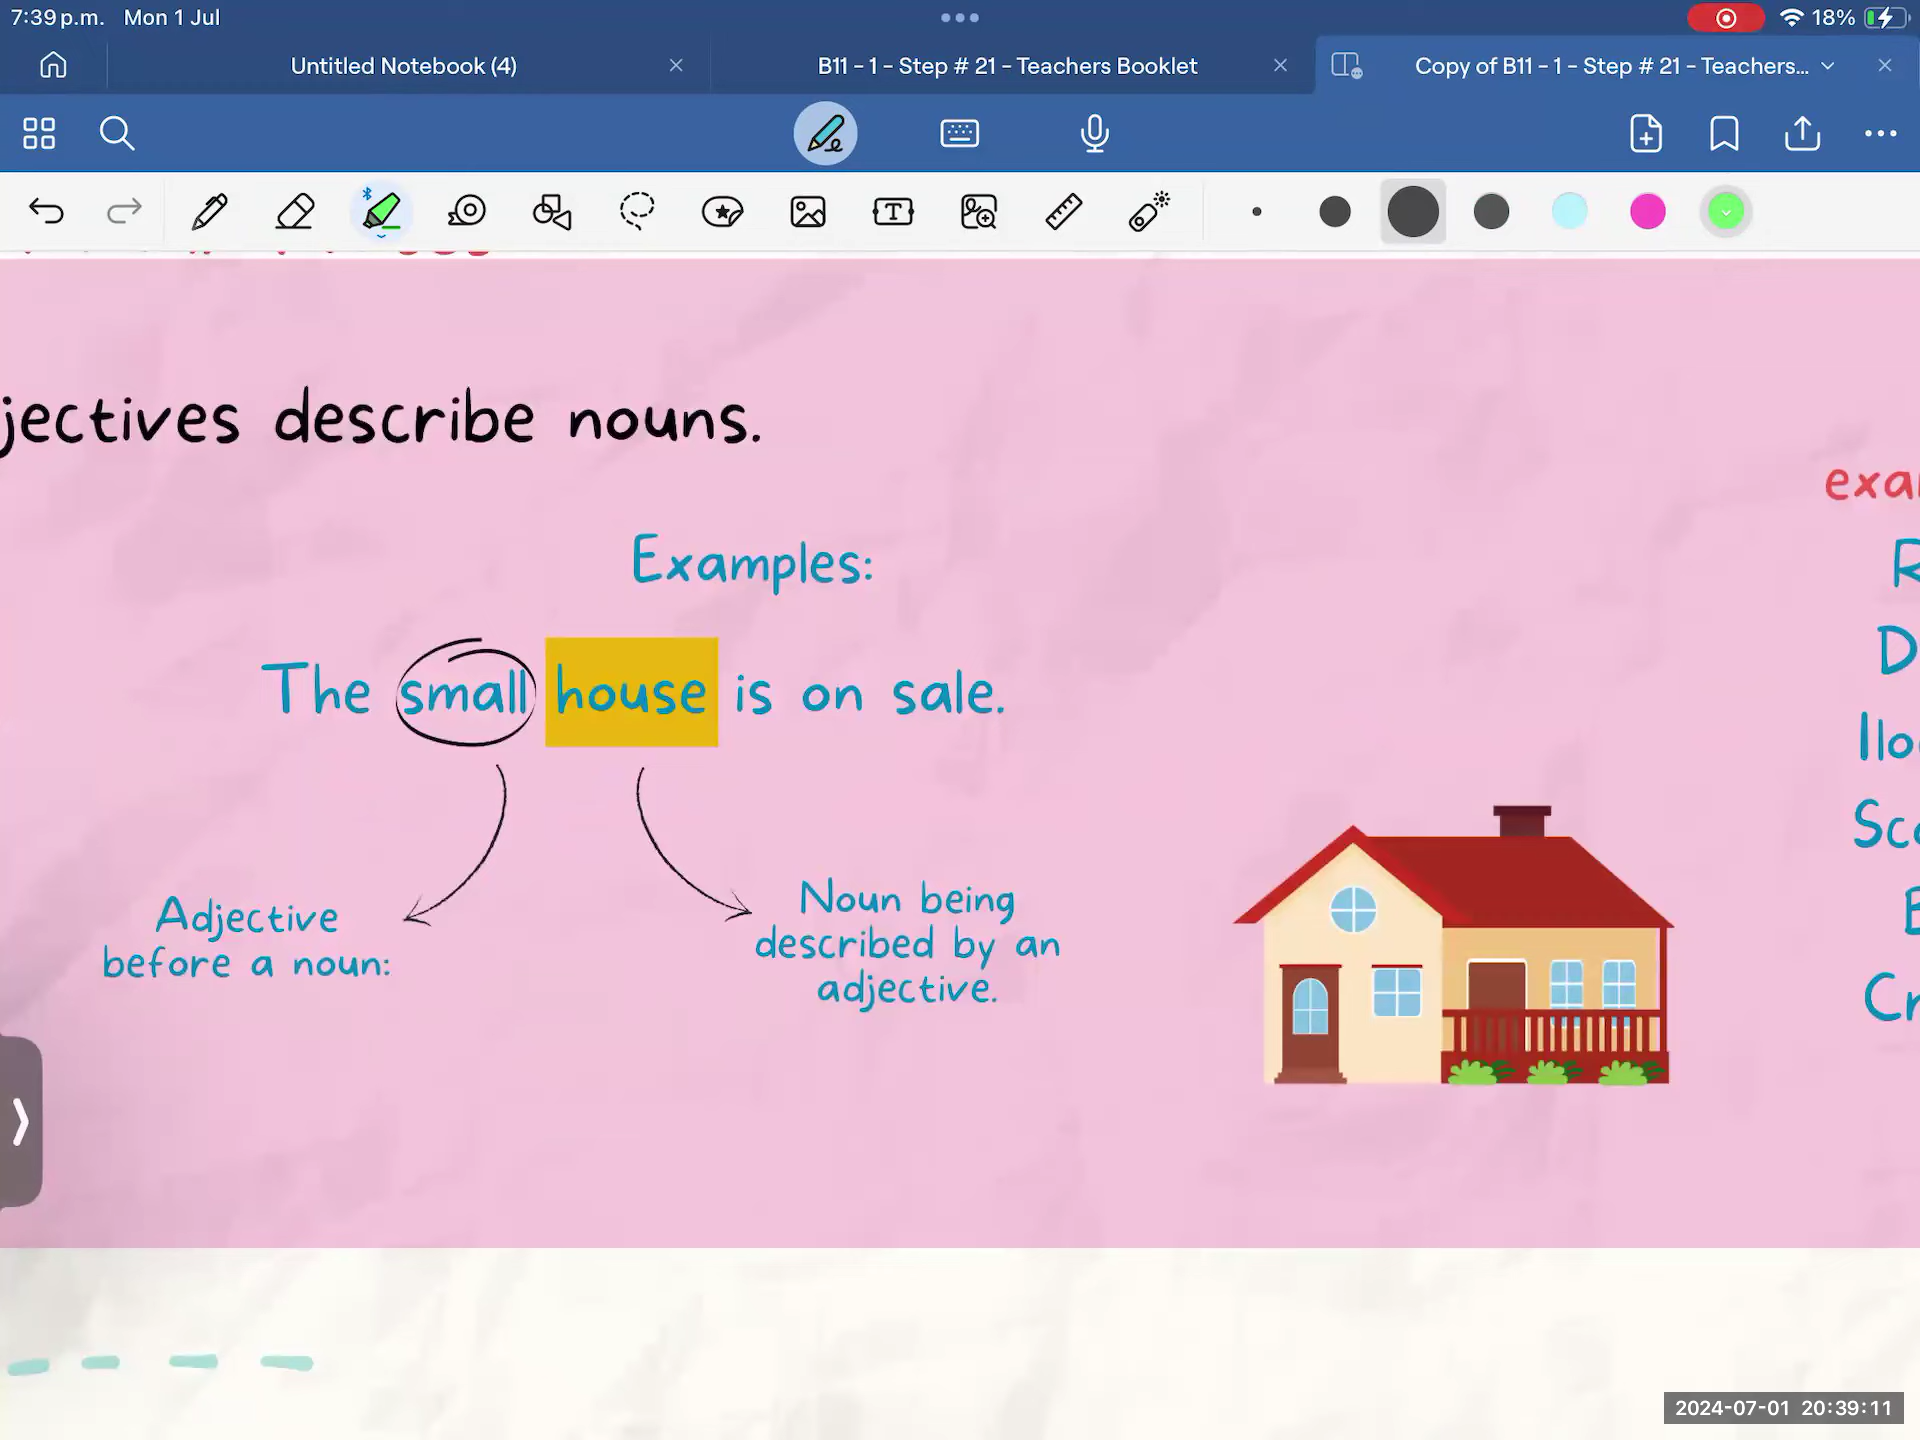 7:39 p.m. Mon 1 Jul
18%
Untitled Notebook (4)
B11 - 1 - Step # 21 - Teachers Booklet
Copy of B11 - 1 - Step # 21 - Teachers...
jectives describe nouns.
Examples:
The small house is on sale.
Adjective
before a noun:
Noun being
described by an
adjective.
exa
R
D
Cr
2024-07-01 20:39:11